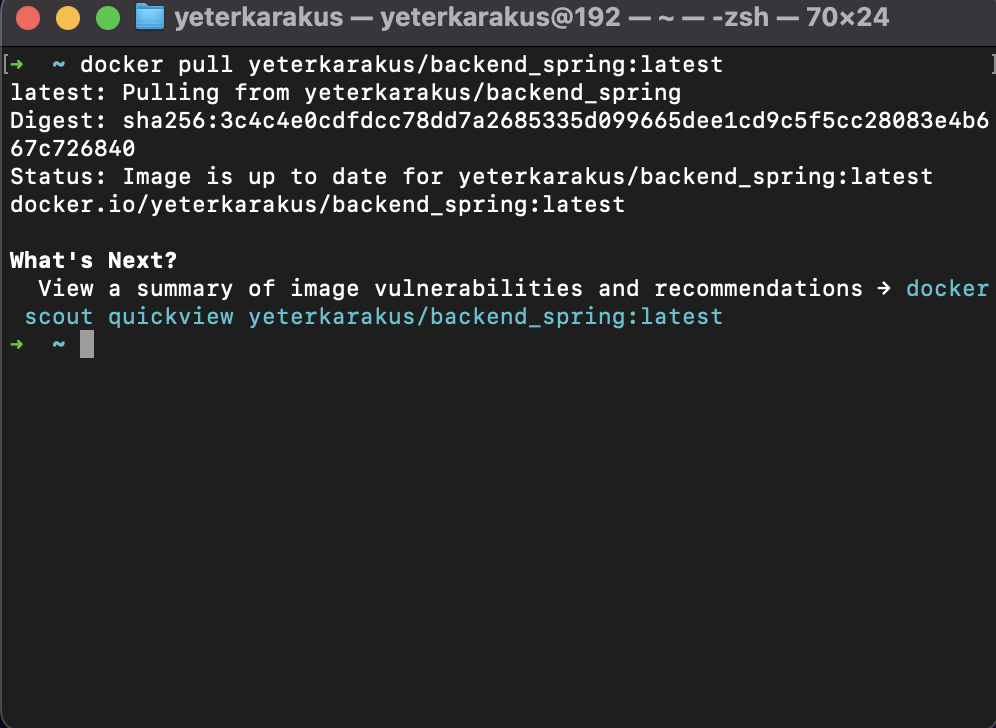 yeterkarakus — yeterkarakus@192 — ~ — -zsh — 70×24
[➜  ~ docker pull yeterkarakus/backend_spring:latest ]
latest: Pulling from yeterkarakus/backend_spring
Digest: sha256:3c4c4e0cdfdcc78dd7a2685335d099665dee1cd9c5f5cc28083e4b6
67c726840
Status: Image is up to date for yeterkarakus/backend_spring:latest
docker.io/yeterkarakus/backend_spring:latest
What's Next?
  View a summary of image vulnerabilities and recommendations → docker
 scout quickview yeterkarakus/backend_spring:latest
➜  ~